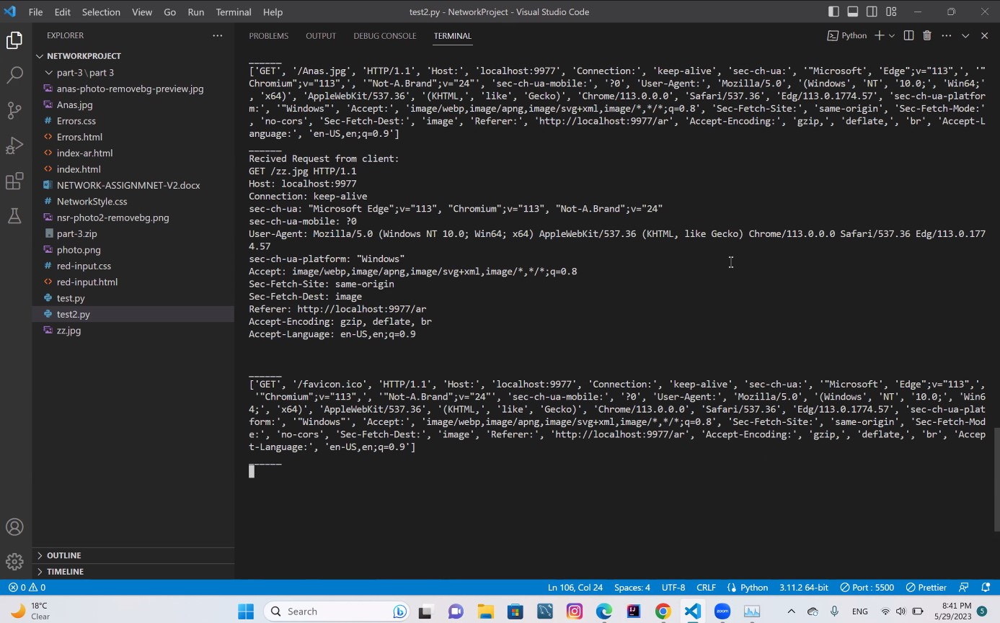 File Edit Selection View Go Run Terminal Help
test2.py - NetworkProject - Visual Studio Code
EXPLORER
NETWORKPROJECT
part-3 \ part 3
anas-photo-removebg-preview.jpg
Anas.jpg
Errors.css
Errors.html
index-ar.html
index.html
NETWORK-ASSIGNMNET-V2.docx
NetworkStyle.css
nsr-photo2-removebg.png
part-3.zip
photo.png
red-input.css
red-input.html
test.py
test2.py
zz.jpg
OUTLINE
TIMELINE
PROBLEMS OUTPUT DEBUG CONSOLE TERMINAL
Python
______
['GET', '/Anas.jpg', 'HTTP/1.1', 'Host:', 'localhost:9977', 'Connection:', 'keep-alive', 'sec-ch-ua:', '"Microsoft', 'Edge";v="113",', '"
Chromium";v="113",', '"Not-A.Brand";v="24"', 'sec-ch-ua-mobile:', '?0', 'User-Agent:', 'Mozilla/5.0', '(Windows', 'NT', '10.0;', 'Win64;'
, 'x64)', 'AppleWebKit/537.36', '(KHTML,', 'like', 'Gecko)', 'Chrome/113.0.0.0', 'Safari/537.36', 'Edg/113.0.1774.57', 'sec-ch-ua-platfor
m:', '"Windows"', 'Accept:', 'image/webp,image/apng,image/svg+xml,image/*,*/*;q=0.8', 'Sec-Fetch-Site:', 'same-origin', 'Sec-Fetch-Mode:'
, 'no-cors', 'Sec-Fetch-Dest:', 'image', 'Referer:', 'http://localhost:9977/ar', 'Accept-Encoding:', 'gzip,', 'deflate,', 'br', 'Accept-L
anguage:', 'en-US,en;q=0.9']
______
Recived Request from client:
GET /zz.jpg HTTP/1.1
Host: localhost:9977
Connection: keep-alive
sec-ch-ua: "Microsoft Edge";v="113", "Chromium";v="113", "Not-A.Brand";v="24"
sec-ch-ua-mobile: ?0
User-Agent: Mozilla/5.0 (Windows NT 10.0; Win64; x64) AppleWebKit/537.36 (KHTML, like Gecko) Chrome/113.0.0.0 Safari/537.36 Edg/113.0.177
4.57
sec-ch-ua-platform: "Windows"
Accept: image/webp,image/apng,image/svg+xml,image/*,*/*;q=0.8
Sec-Fetch-Site: same-origin
Sec-Fetch-Dest: image
Referer: http://localhost:9977/ar
Accept-Encoding: gzip, deflate, br
Accept-Language: en-US,en;q=0.9
______
['GET', '/favicon.ico', 'HTTP/1.1', 'Host:', 'localhost:9977', 'Connection:', 'keep-alive', 'sec-ch-ua:', '"Microsoft', 'Edge";v="113",',
'"Chromium";v="113",', '"Not-A.Brand";v="24"', 'sec-ch-ua-mobile:', '?0', 'User-Agent:', 'Mozilla/5.0', '(Windows', 'NT', '10.0;', 'Win6
4;', 'x64)', 'AppleWebKit/537.36', '(KHTML,', 'like', 'Gecko)', 'Chrome/113.0.0.0', 'Safari/537.36', 'Edg/113.0.1774.57', 'sec-ch-ua-plat
form:', '"Windows"', 'Accept:', 'image/webp,image/apng,image/svg+xml,image/*,*/*;q=0.8', 'Sec-Fetch-Site:', 'same-origin', 'Sec-Fetch-Mod
e:', 'no-cors', 'Sec-Fetch-Dest:', 'image', 'Referer:', 'http://localhost:9977/ar', 'Accept-Encoding:', 'gzip,', 'deflate,', 'br', 'Accep
t-Language:', 'en-US,en;q=0.9']
______
0 0 Ln 106, Col 24 Spaces: 4 UTF-8 CRLF Python 3.11.2 64-bit Port : 5500 Prettier
18°C
Clear
Search
zoom
ENG
8:41 PM
5/29/2023
5